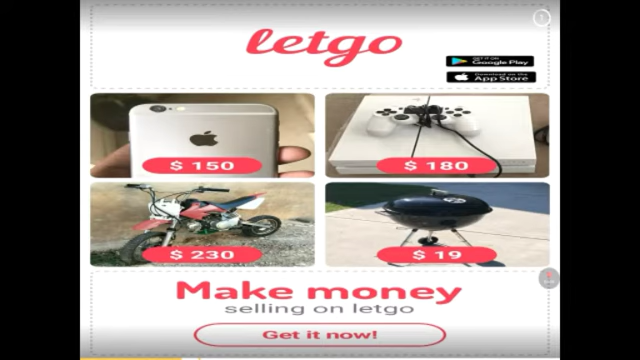 letgo
GET IT ON
Google Play
Download on the
App Store
$ 150
$ 180
$ 230
$ 19
Make money
selling on letgo
Get it now!